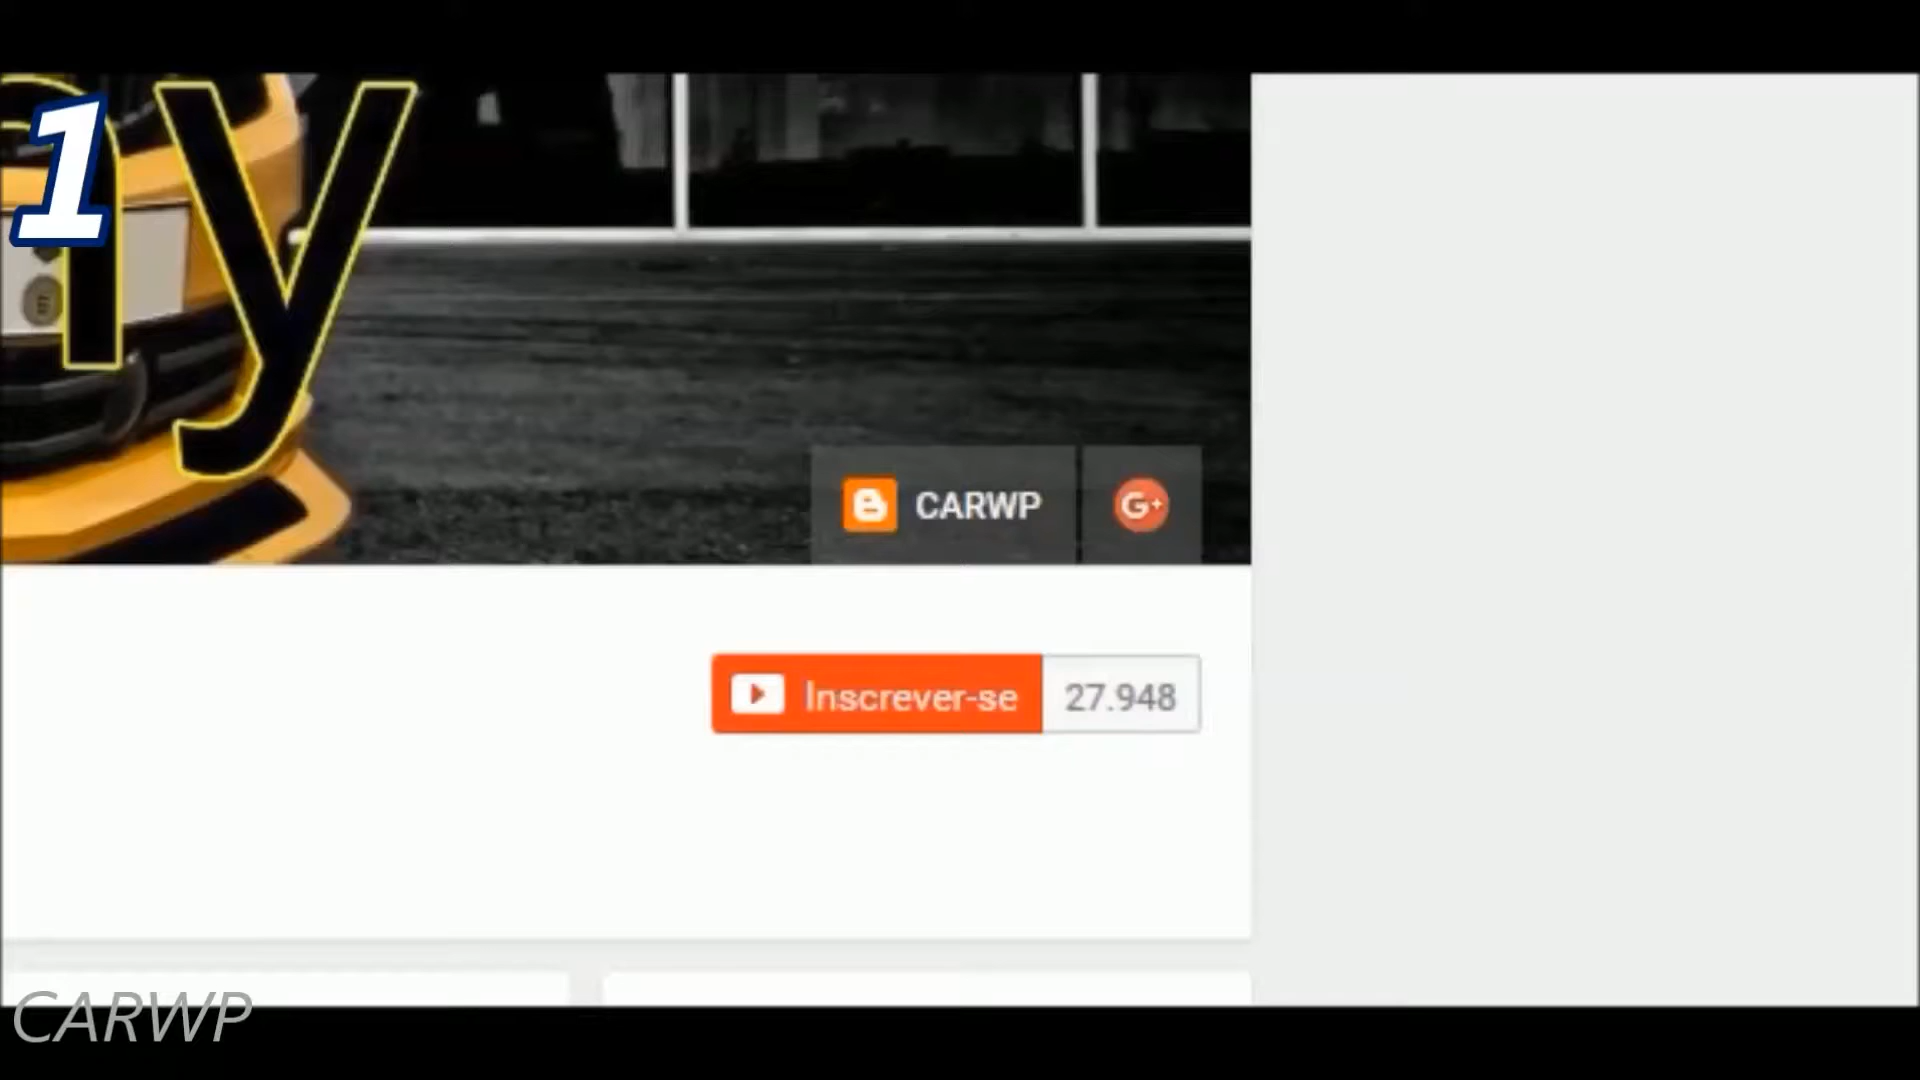 1
y
CARWP
G+
Inscrever-se
27.948
CARWP